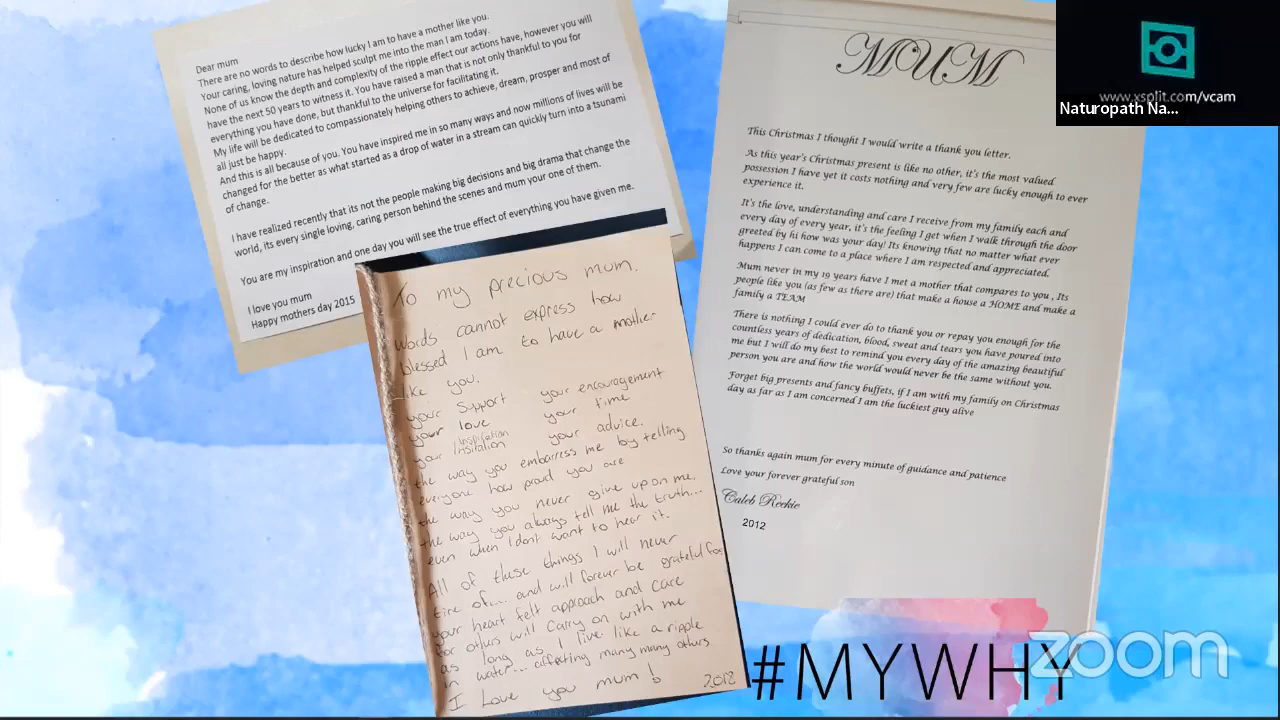 Dear mum
There are no words to describe how lucky I am to have a mother like you.
Your caring, loving nature has helped sculpt me into the man I am today.
None of us know the depth and complexity of the ripple effect our actions have, however you will
have the next 50 years to witness it. You have raised a man that is not only thankful to you for
everything you have done, but thankful to the universe for facilitating it.
My life will be dedicated to compassionately helping others to achieve, dream, prosper and most of
all just be happy.
And this is all because of you. You have inspired me in so many ways and now millions of lives will be
changed for the better as what started as a drop of water in a stream can quickly turn into a tsunami
of change.
I have realized recently that its not the people making big decisions and big drama that change the
world, its every single loving, caring person behind the scenes and mum your one of them.
You are my inspiration and one day you will see the true effect of everything you have given me.
I love you mum
Happy mothers day 2015
To my precious mum.
words cannot express how
blessed I am to have a mother
like you.
your support your encouragement
your love your time
your inspiration your advice.
the way you embarress me by telling
everyone how proud you are
the way you never give up on me.
the way you always tell me the truth...
even when I dont want to hear it.
All of these things I will never
tire of... and will forever be grateful for
your heart felt approach and care
for others will carry on with me
as long as I live like a ripple
in water... affecting many many others
I Love you mum!
2018
MUM
This Christmas I thought I would write a thank you letter.
As this year's Christmas present is like no other, it's the most valued
possession I have yet it costs nothing and very few are lucky enough to ever
experience it.
It's the love, understanding and care I receive from my family each and
every day of every year, it's the feeling I get when I walk through the door
greeted by hi how was your day! Its knowing that no matter what ever
happens I can come to a place where I am respected and appreciated.
Mum never in my 19 years have I met a mother that compares to you , Its
people like you (as few as there are) that make a house a HOME and make a
family a TEAM
There is nothing I could ever do to thank you or repay you enough for the
countless years of dedication, blood, sweat and tears you have poured into
me but I will do my best to remind you every day of the amazing beautiful
person you are and how the world would never be the same without you.
Forget big presents and fancy buffets, if I am with my family on Christmas
day as far as I am concerned I am the luckiest guy alive
So thanks again mum for every minute of guidance and patience
Love your forever grateful son
Caleb Reekie
2012
www.xsplit.com/vcam
Naturopath Na...
#MYWHY
zoom